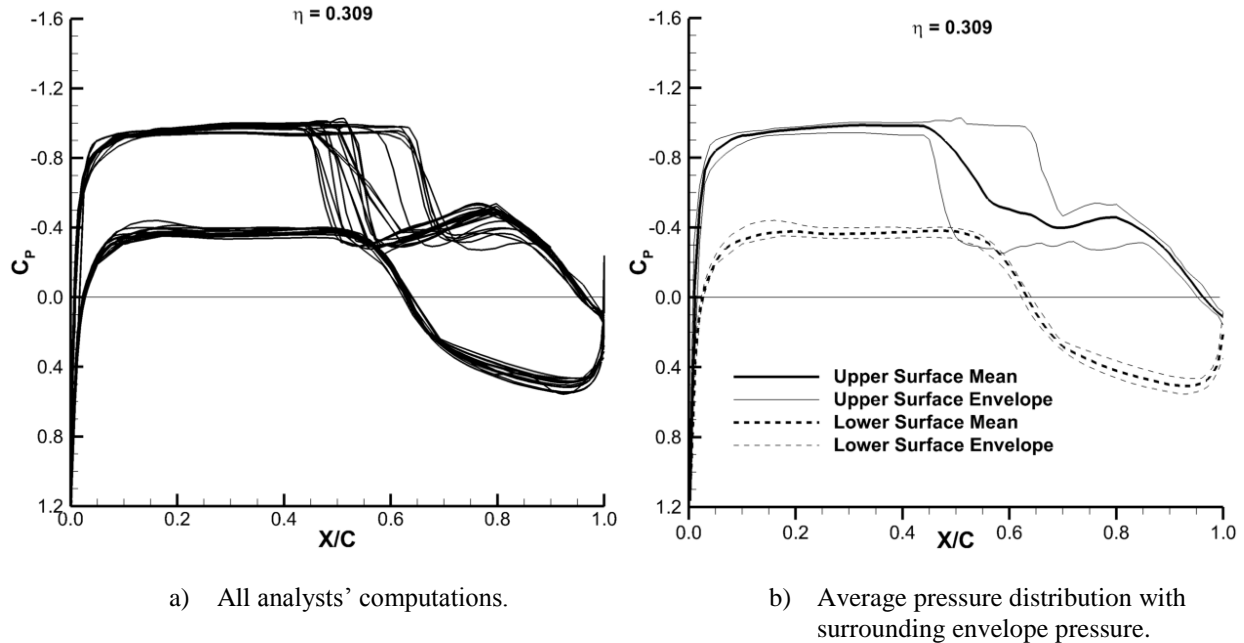 η = 0.309
-1.6
-1.2
-0.8
-0.4
0.0
0.4
0.8
1.2
C_P
0.0
0.2
0.4
0.6
0.8
1.0
X/C
a) All analysts’ computations.
η = 0.309
-1.6
-1.2
-0.8
-0.4
0.0
0.4
0.8
1.2
C_P
Upper Surface Mean
Upper Surface Envelope
Lower Surface Mean
Lower Surface Envelope
0.0
0.2
0.4
0.6
0.8
1.0
X/C
b) Average pressure distribution with
surrounding envelope pressure.